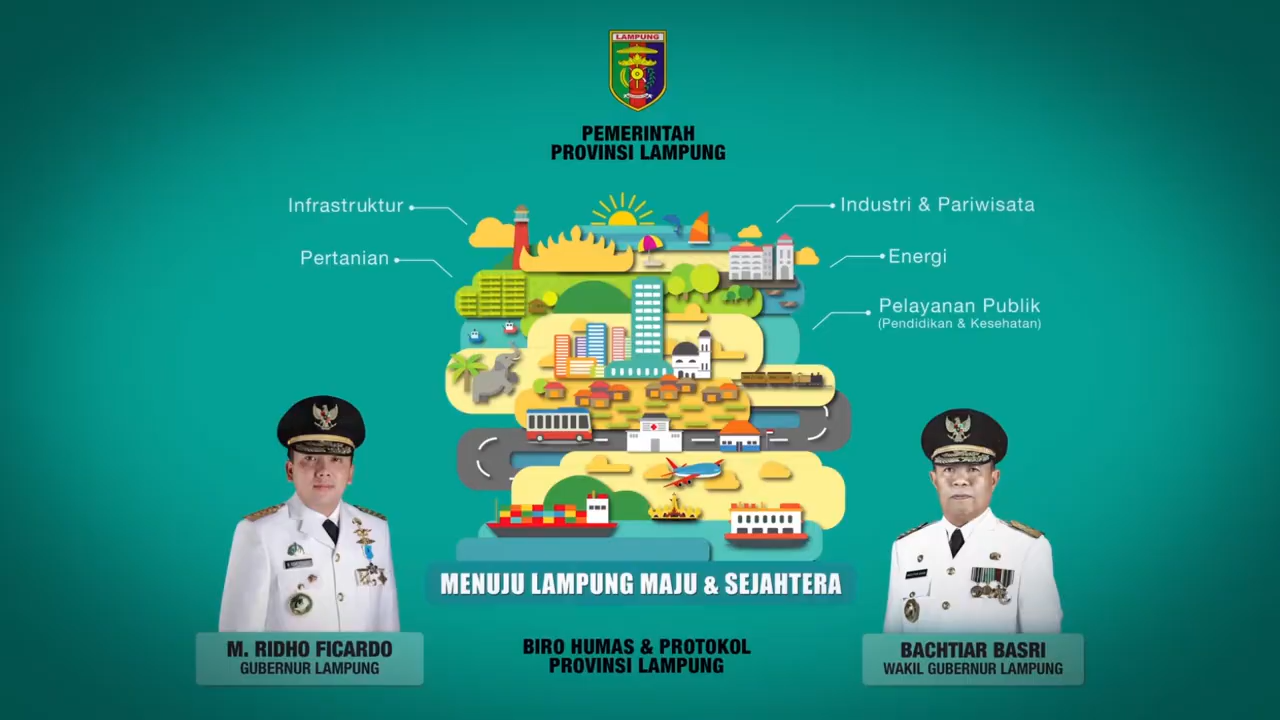 LAMPUNG
PEMERINTAH
PROVINSI LAMPUNG
Infrastruktur
Pertanian
Industri & Pariwisata
Energi
Pelayanan Publik
(Pendidikan & Kesehatan)
MENUJU LAMPUNG MAJU & SEJAHTERA
M. RIDHO FICARDO
GUBERNUR LAMPUNG
BIRO HUMAS & PROTOKOL
PROVINSI LAMPUNG
BACHTIAR BASRI
WAKIL GUBERNUR LAMPUNG